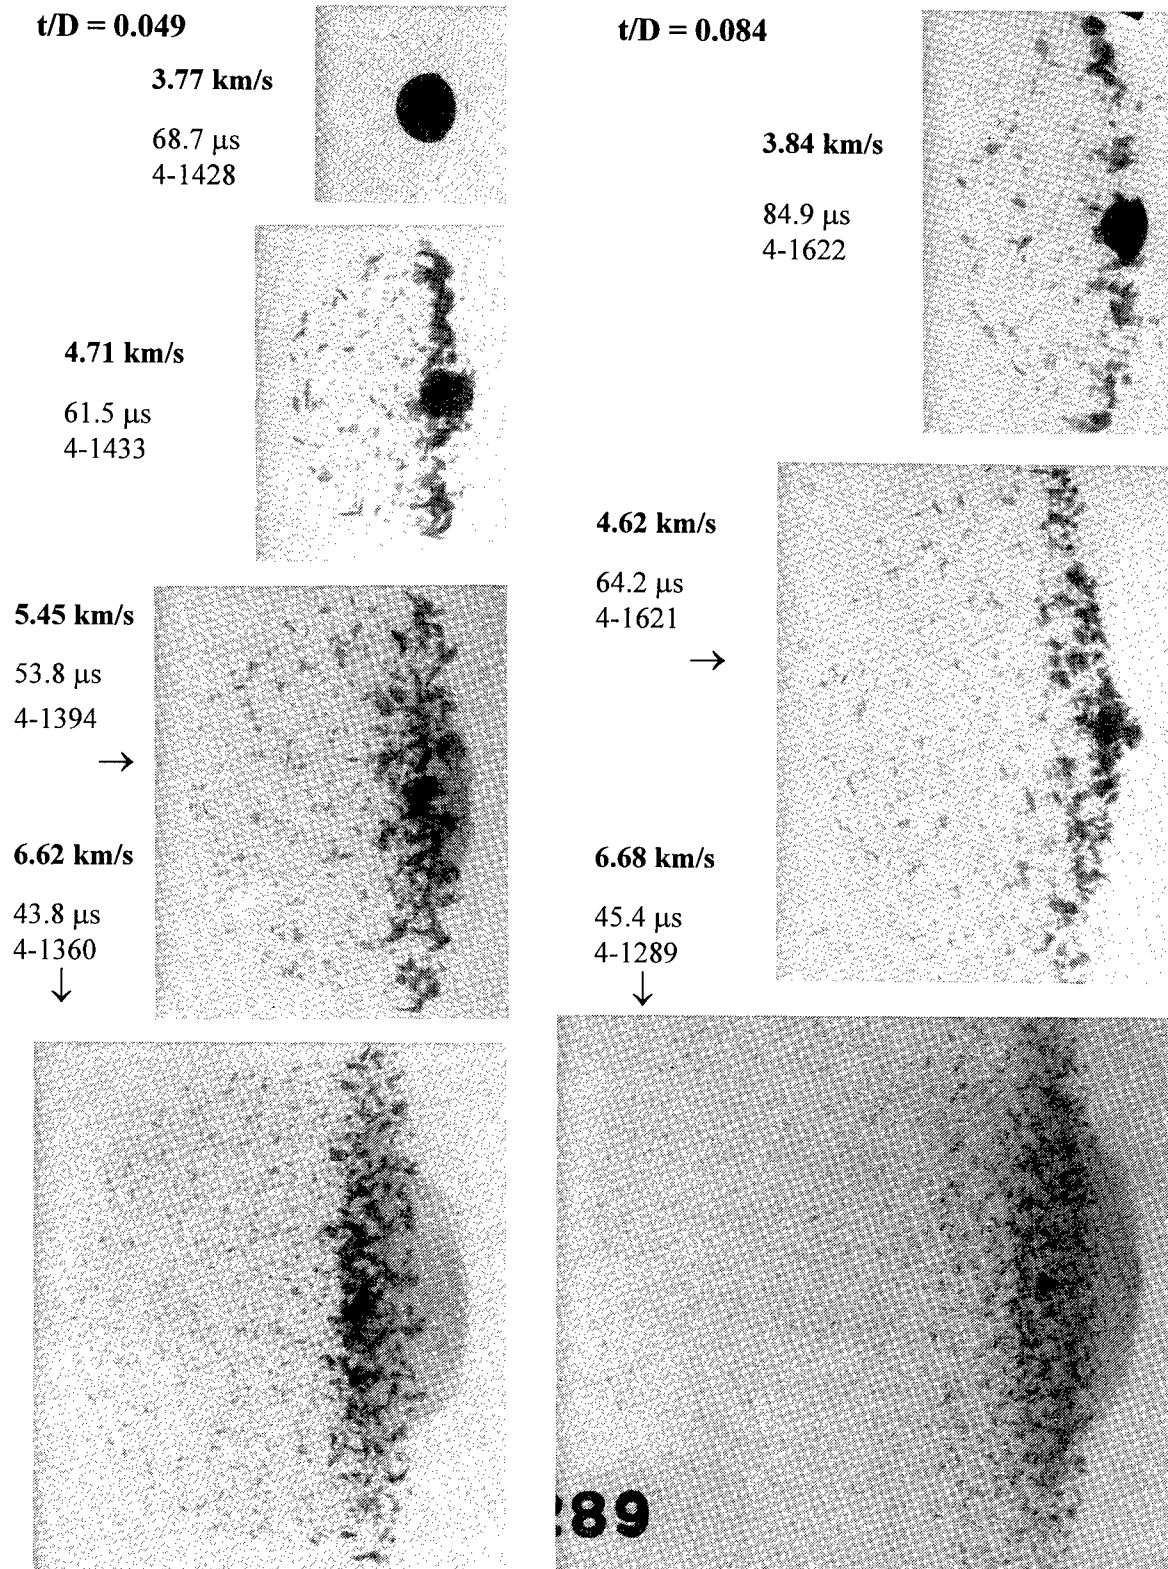 t/D = 0.049
3.77 km/s
68.7 μs
4-1428
4.71 km/s
61.5 μs
4-1433
5.45 km/s
53.8 μs
4-1394
→
6.62 km/s
43.8 μs
4-1360
↓
t/D = 0.084
3.84 km/s
84.9 μs
4-1622
4.62 km/s
64.2 μs
4-1621
→
6.68 km/s
45.4 μs
4-1289
↓
289